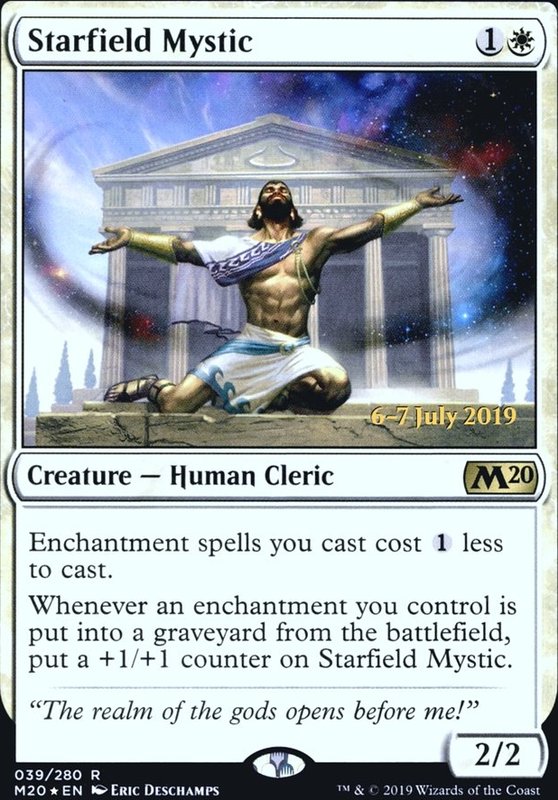 Starfield Mystic 1
6–7 July 2019
Creature — Human Cleric M20
Enchantment spells you cast cost 1 less
to cast.
Whenever an enchantment you control is
put into a graveyard from the battlefield,
put a +1/+1 counter on Starfield Mystic.
“The realm of the gods opens before me!”
2/2
039/280 R
M20 ★ EN Eric Deschamps ™ & © 2019 Wizards of the Coast